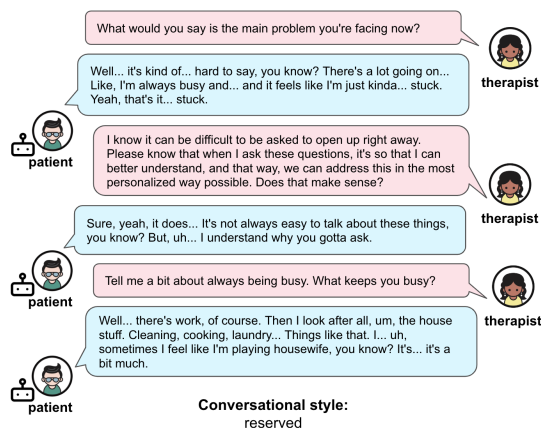 What would you say is the main problem you're facing now?
therapist
Well... it's kind of... hard to say, you know? There's a lot going on...
Like, I'm always busy and... and it feels like I'm just kinda... stuck.
Yeah, that's it... stuck.
patient
I know it can be difficult to be asked to open up right away.
Please know that when I ask these questions, it's so that I can
better understand, and that way, we can address this in the most
personalized way possible. Does that make sense?
therapist
Sure, yeah, it does... It's not always easy to talk about these things,
you know? But, uh... I understand why you gotta ask.
patient
Tell me a bit about always being busy. What keeps you busy?
therapist
Well... there's work, of course. Then I look after all, um, the house
stuff. Cleaning, cooking, laundry... Things like that. I... uh,
sometimes I feel like I'm playing housewife, you know? It's... it's a
bit much.
patient
Conversational style:
reserved